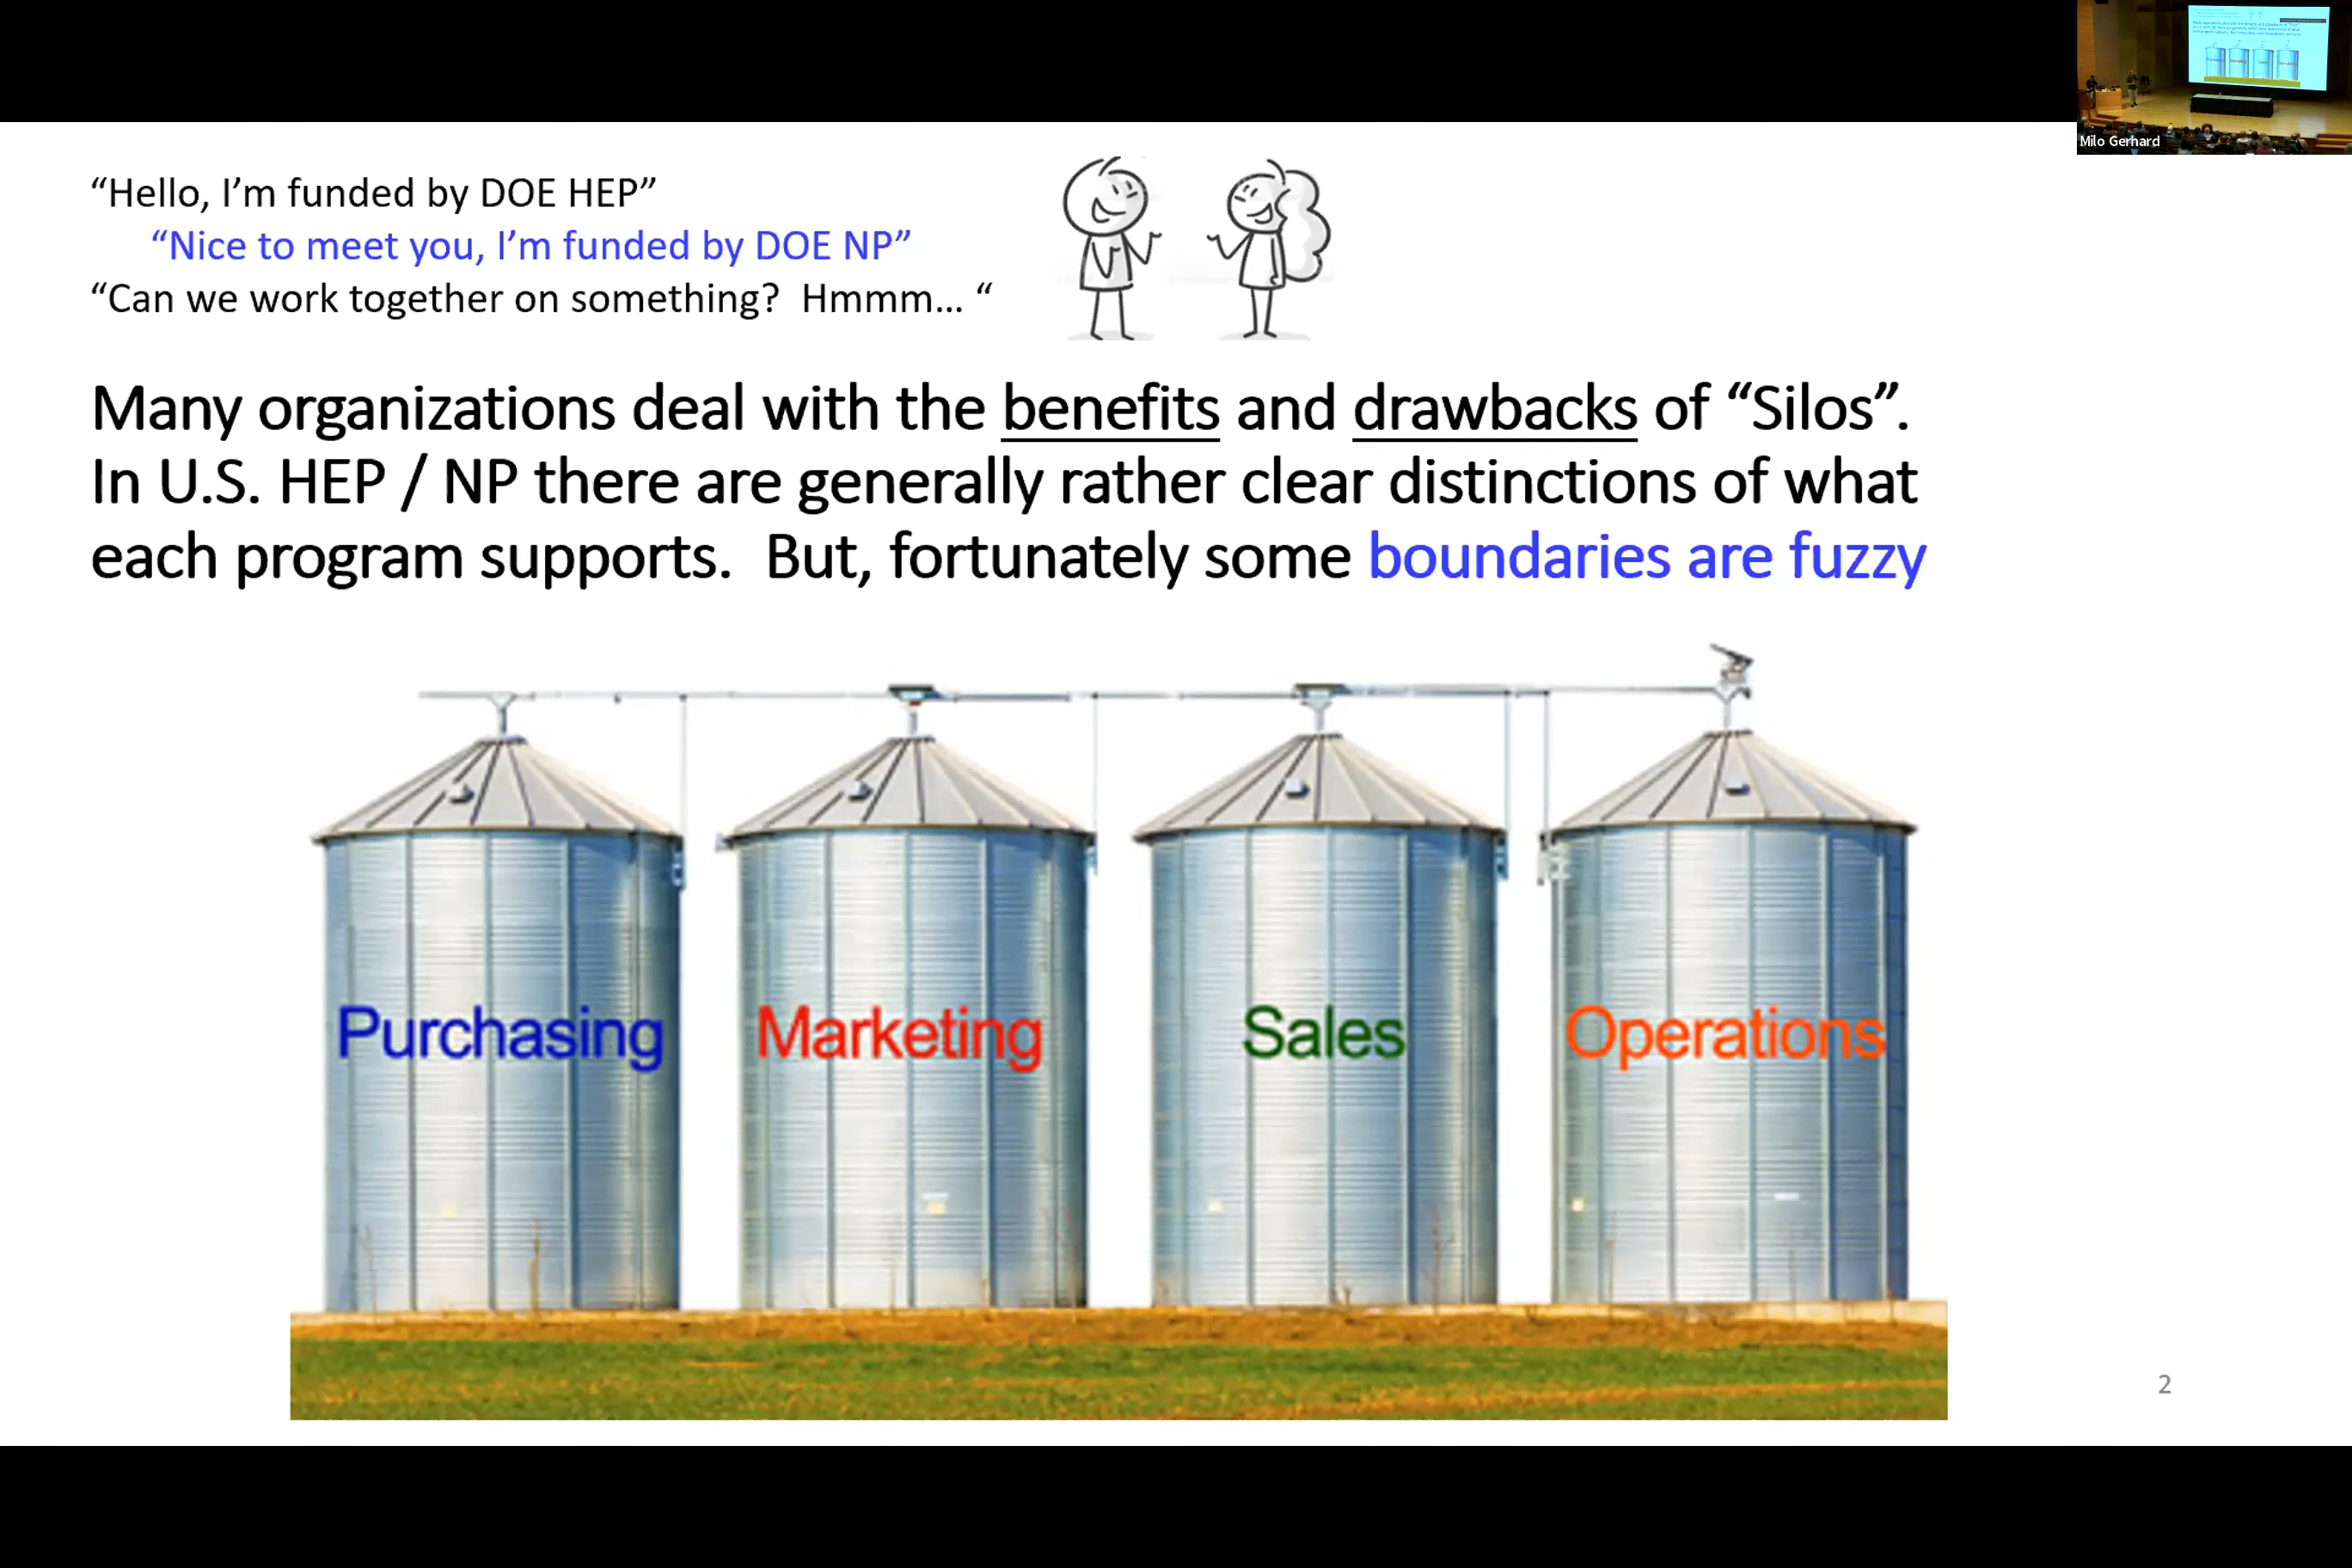 “Hello, I’m funded by DOE HEP”
“Nice to meet you, I’m funded by DOE NP”
“Can we work together on something?  Hmmm... “
Many organizations deal with the benefits and drawbacks of “Silos”.
In U.S. HEP / NP there are generally rather clear distinctions of what
each program supports.  But, fortunately some boundaries are fuzzy
Purchasing
Marketing
Sales
Operations
2
Milo Gerhard